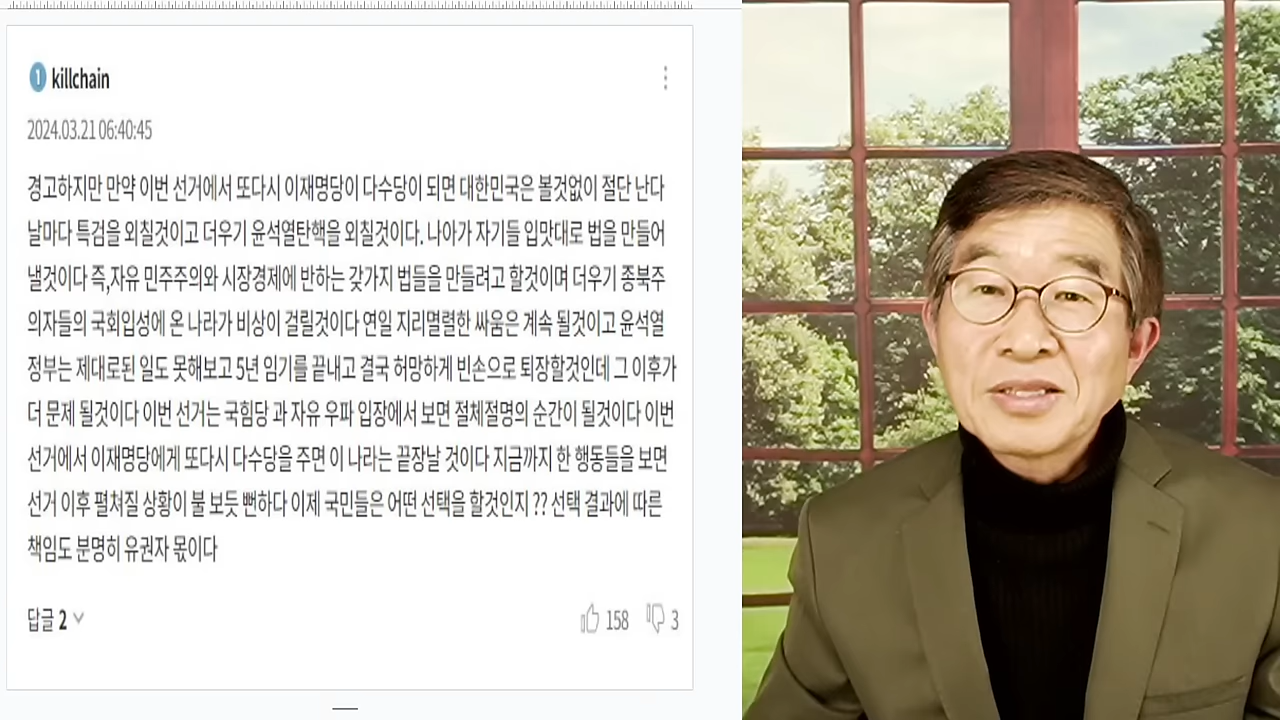 1 killchain
2024.03.21 06:40:45
경고하지만 만약 이번 선거에서 또다시 이재명당이 다수당이 되면 대한민국은 볼것없이 절단 난다
날마다 특검을 외칠것이고 더우기 윤석열탄핵을 외칠것이다. 나아가 자기들 입맛대로 법을 만들어
낼것이다 즉,자유 민주주의와 시장경제에 반하는 갖가지 법들을 만들려고 할것이며 더우기 종북주
의자들의 국회입성에 온 나라가 비상이 걸릴것이다 연일 지리멸렬한 싸움은 계속 될것이고 윤석열
정부는 제대로된 일도 못해보고 5년 임기를 끝내고 결국 허망하게 빈손으로 퇴장할것인데 그 이후가
더 문제 될것이다 이번 선거는 국힘당 과 자유 우파 입장에서 보면 절체절명의 순간이 될것이다 이번
선거에서 이재명당에게 또다시 다수당을 주면 이 나라는 끝장날 것이다 지금까지 한 행동들을 보면
선거 이후 펼쳐질 상황이 불 보듯 뻔하다 이제 국민들은 어떤 선택을 할것인지 ?? 선택 결과에 따른
책임도 분명히 유권자 몫이다
답글 2
158 3